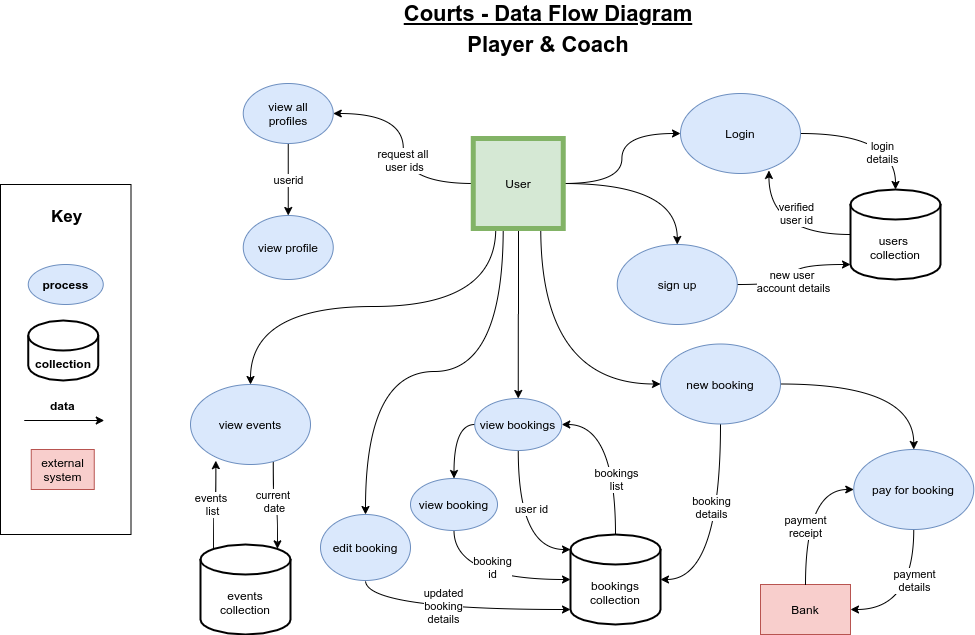 Courts - Data Flow Diagram
Player & Coach
view all
profiles
request all
user ids
userid
view profile
User
Login
login
details
verified
user id
users
collection
sign up
new user
account details
Key
process
collection
data
external
system
view events
events
list
current
date
events
collection
edit booking
updated
booking
details
view bookings
view booking
user id
booking
id
bookings
list
bookings
collection
new booking
booking
details
pay for booking
payment
receipt
payment
details
Bank